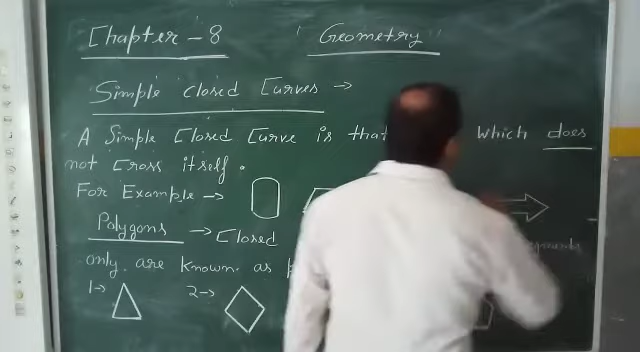 Chapter - 8 Geometry
Simple closed Curves →
A Simple Closed Curve is that which does
not Cross itself.
For Example →
Polygons → Closed
only are known as
1→ 2→